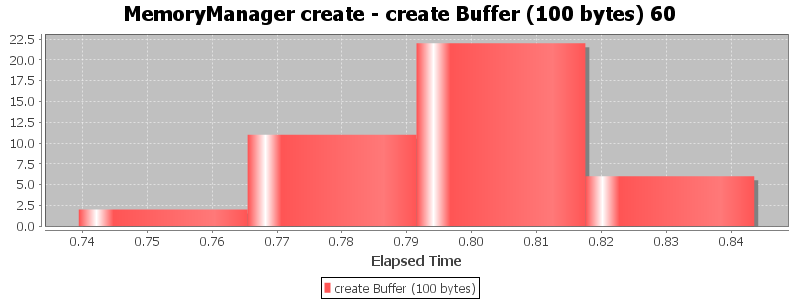 MemoryManager create - create Buffer (100 bytes) 60
22.5
20.0
17.5
15.0
12.5
10.0
7.5
5.0
2.5
0.0
0.74 0.75 0.76 0.77 0.78 0.79 0.80 0.81 0.82 0.83 0.84
Elapsed Time
create Buffer (100 bytes)